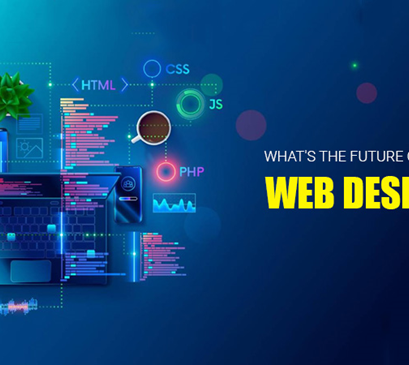 CSS
HTML
JS
PHP
WHAT'S THE FUTURE
WEB DES